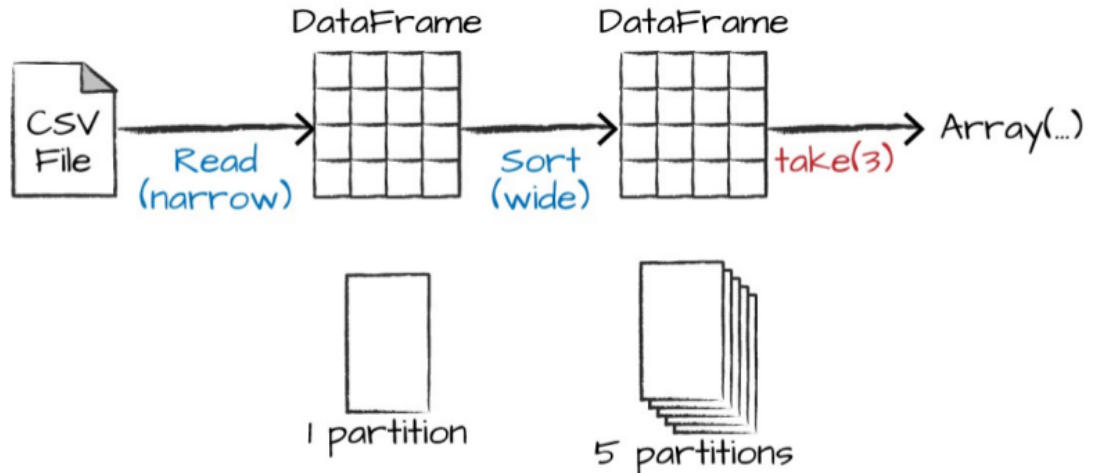 DataFrame
DataFrame
CSV
File
Read
(narrow)
Sort
(wide)
take(3)
Array(...)
1 partition
5 partitions